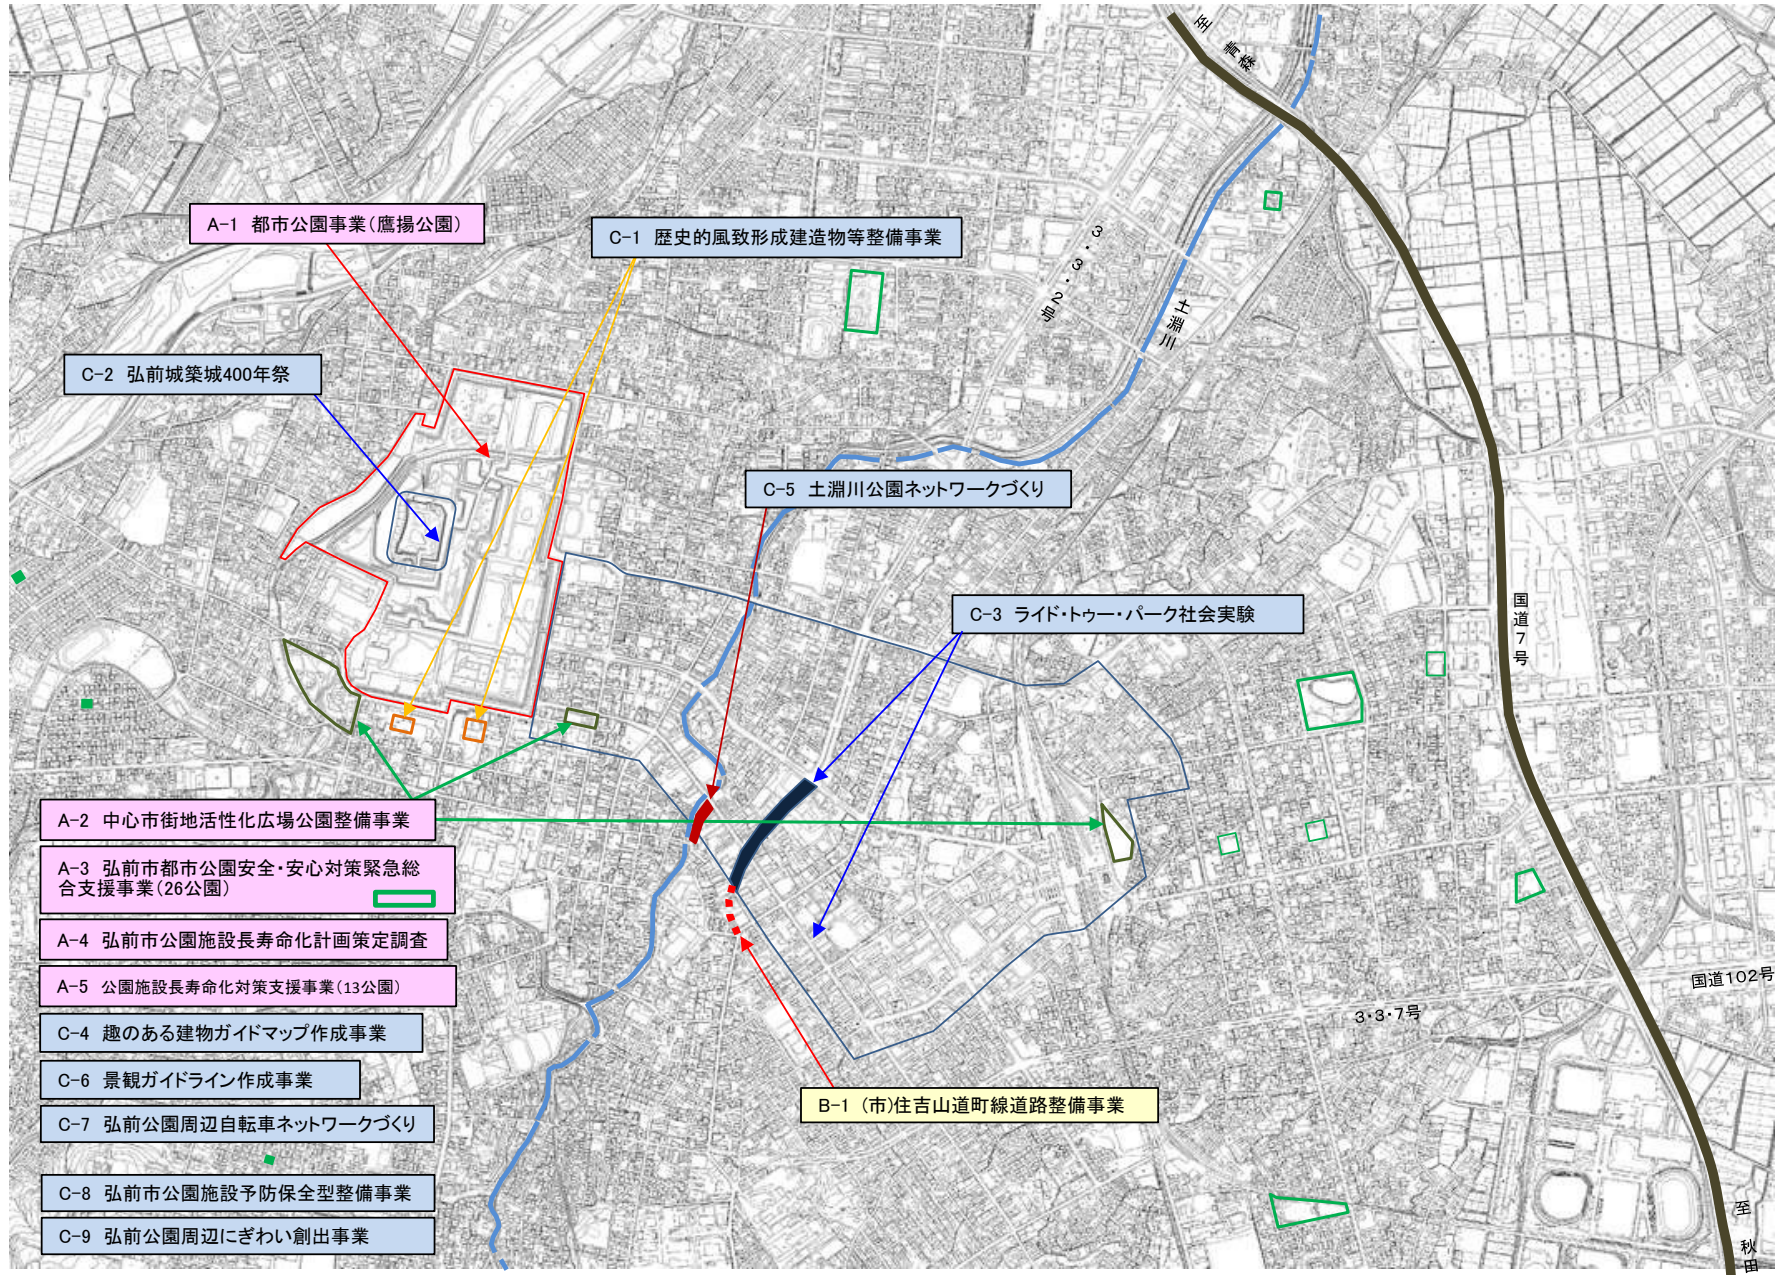 至 青森
A-1 都市公園事業(鷹揚公園)
C-1 歴史的風致形成建造物等整備事業
3・3・2号
土淵川
C-2 弘前城築城400年祭
C-5 土淵川公園ネットワークづくり
C-3 ライド・トゥー・パーク社会実験
国道7号
A-2 中心市街地活性化広場公園整備事業
A-3 弘前市都市公園安全・安心対策緊急総
合支援事業(26公園)
A-4 弘前市公園施設長寿命化計画策定調査
A-5 公園施設長寿命化対策支援事業(13公園)
国道102号
3・3・7号
C-4 趣のある建物ガイドマップ作成事業
C-6 景観ガイドライン作成事業
B-1 (市)住吉山道町線道路整備事業
C-7 弘前公園周辺自転車ネットワークづくり
C-8 弘前市公園施設予防保全型整備事業
C-9 弘前公園周辺にぎわい創出事業
至 秋田